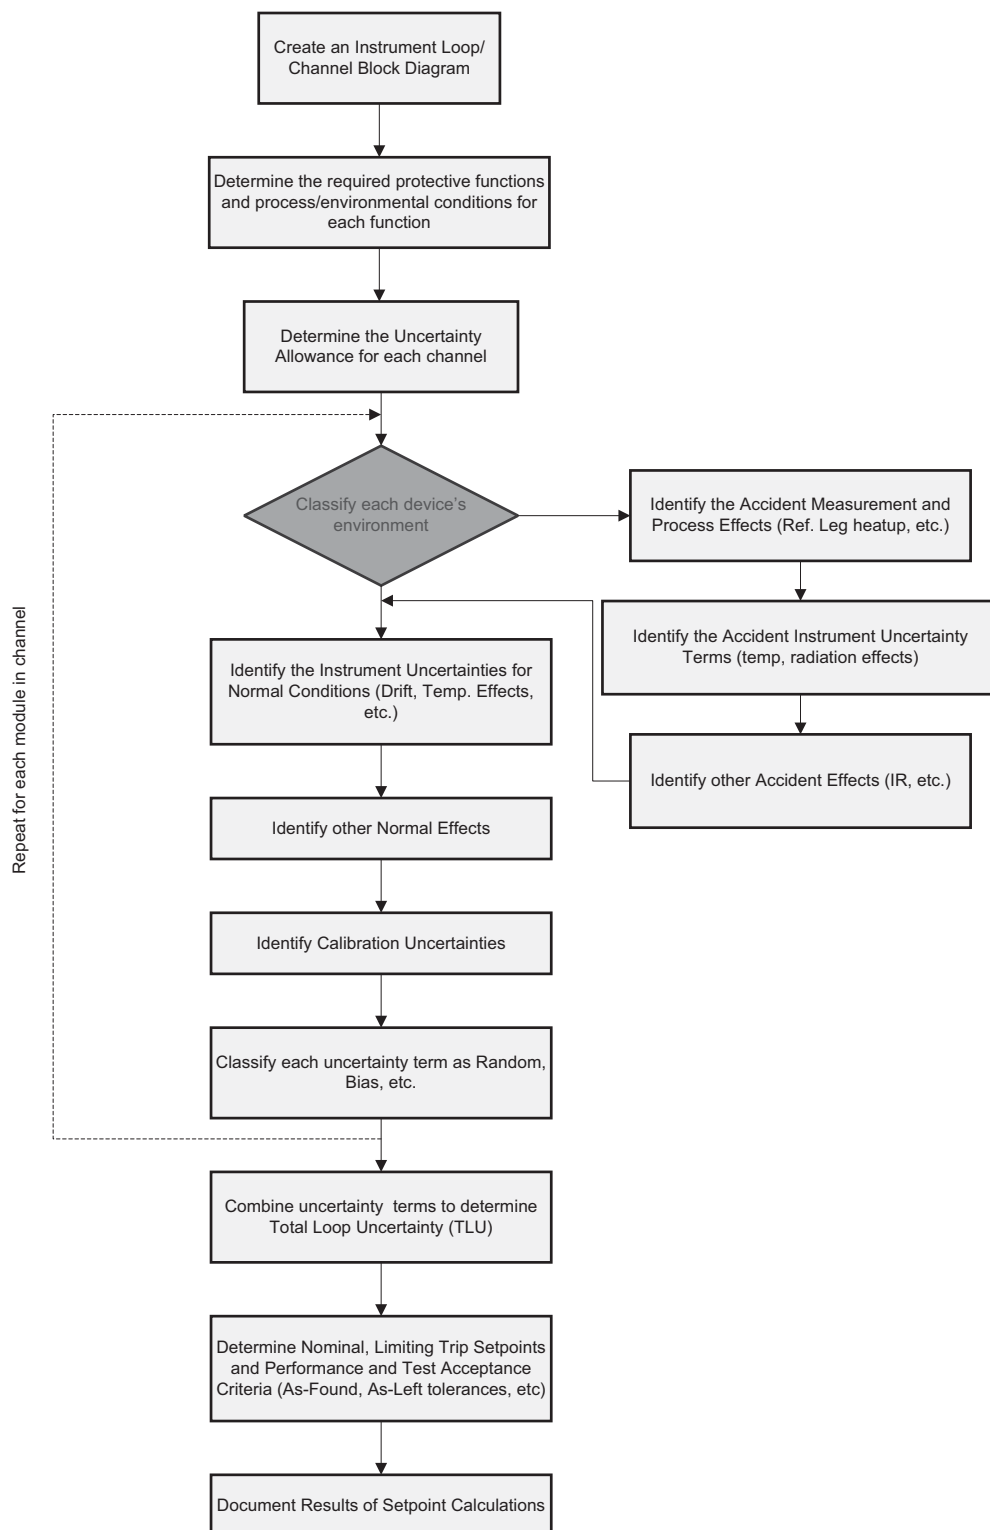 Create an Instrument Loop/
Channel Block Diagram
Determine the required protective functions
and process/environmental conditions for
each function
Determine the Uncertainty
Allowance for each channel
Classify each device's
environment
Identify the Accident Measurement and
Process Effects (Ref. Leg heatup, etc.)
Identify the Accident Instrument Uncertainty
Terms (temp, radiation effects)
Identify other Accident Effects (IR, etc.)
Repeat for each module in channel
Identify the Instrument Uncertainties for
Normal Conditions (Drift, Temp. Effects,
etc.)
Identify other Normal Effects
Identify Calibration Uncertainties
Classify each uncertainty term as Random,
Bias, etc.
Combine uncertainty terms to determine
Total Loop Uncertainty (TLU)
Determine Nominal, Limiting Trip Setpoints
and Performance and Test Acceptance
Criteria (As-Found, As-Left tolerances, etc)
Document Results of Setpoint Calculations